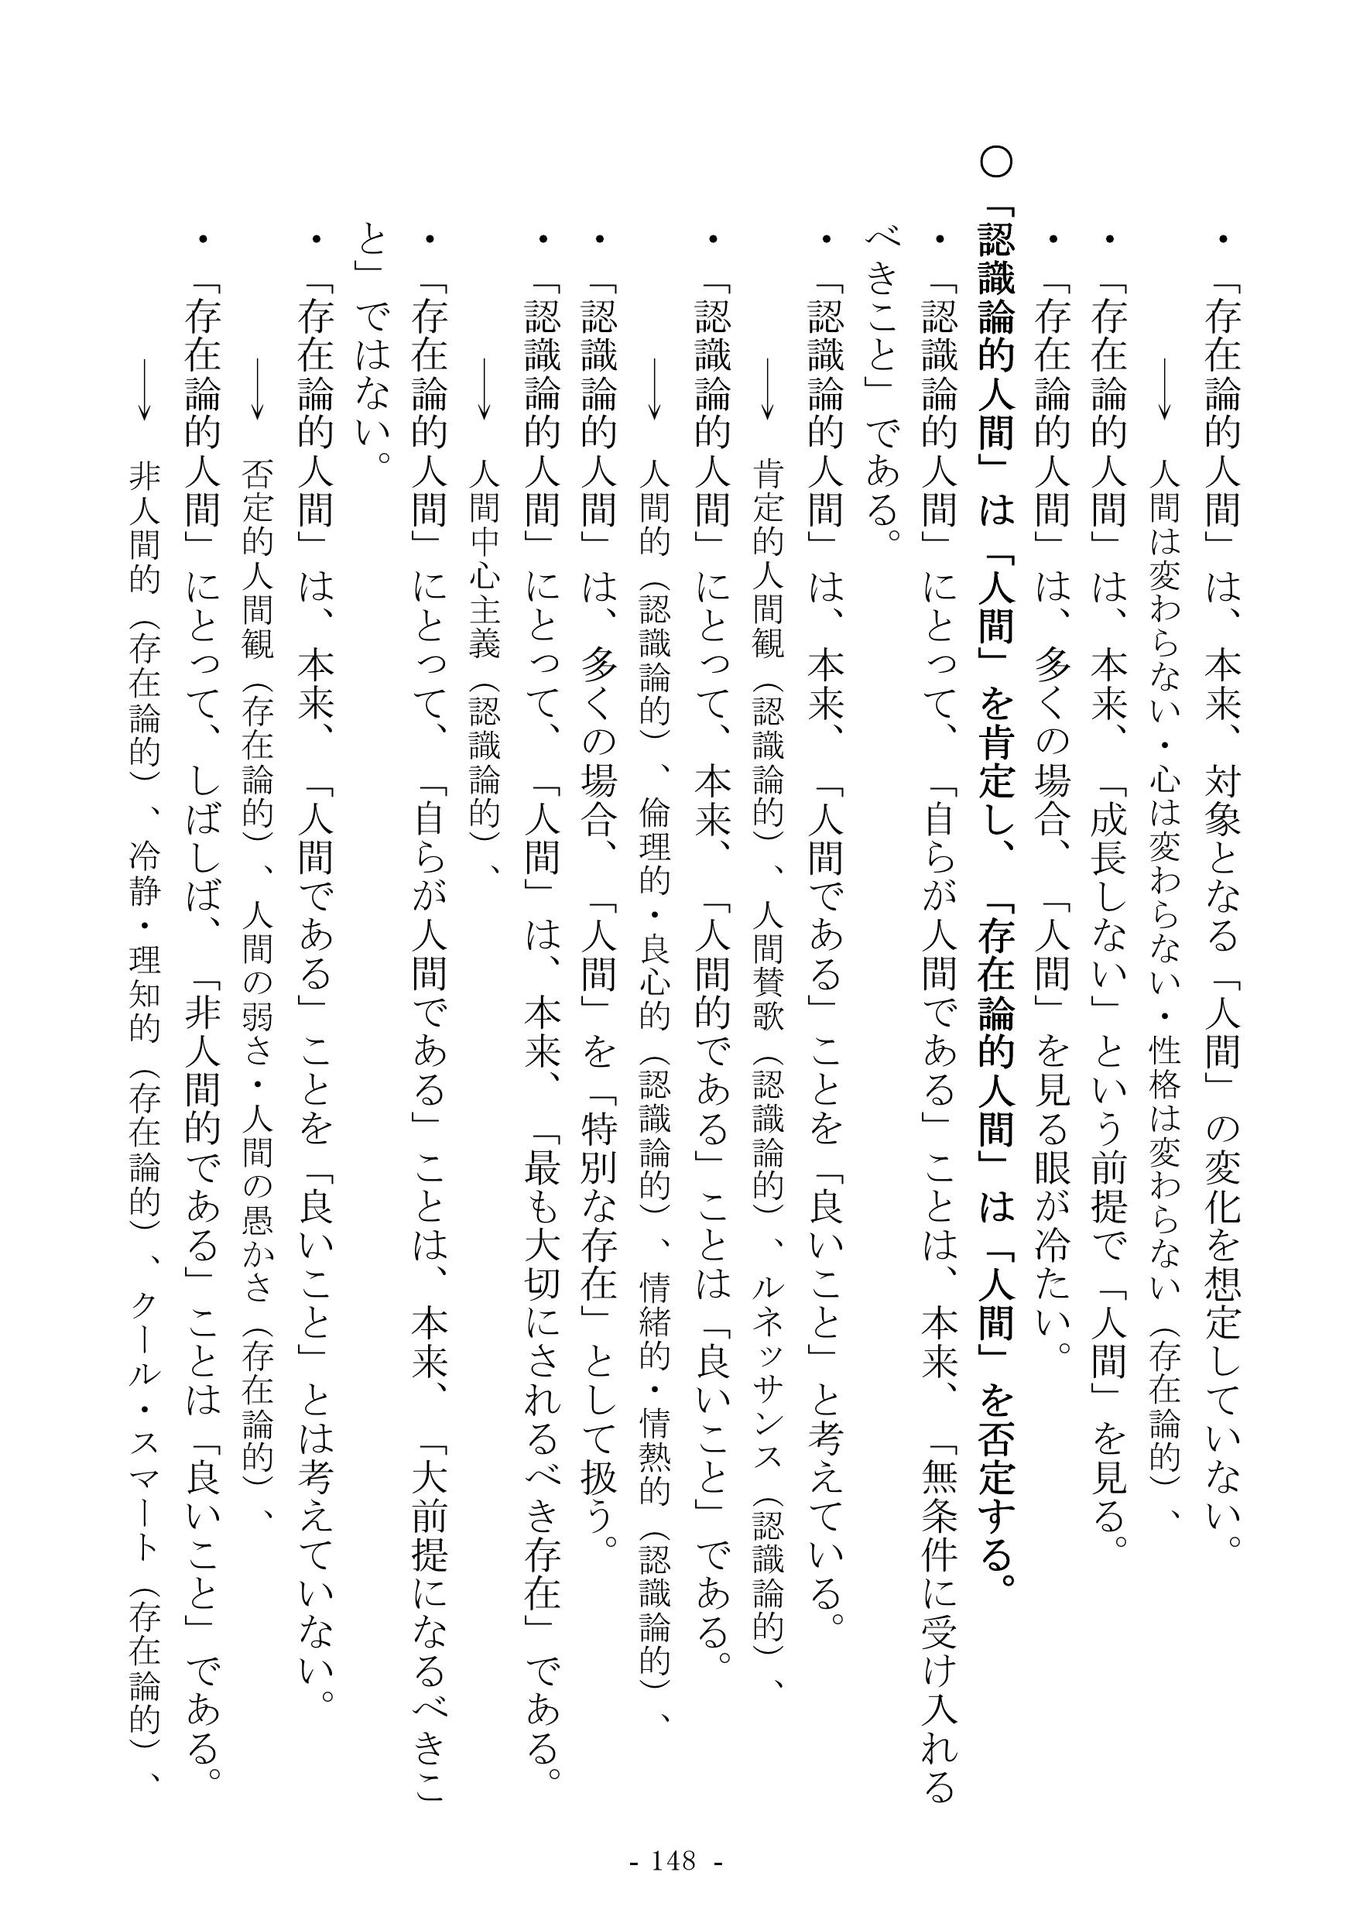 ・「存在論的人間」は、本来、対象となる「人間」の変化を想定していない。
→ 人間は変わらない・心は変わらない・性格は変わらない（存在論的）、
・「存在論的人間」は、本来、「成長しない」という前提で「人間」を見る。
・「存在論的人間」は、多くの場合、「人間」を見る眼が冷たい。
〇「認識論的人間」は「人間」を肯定し、「存在論的人間」は「人間」を否定する。
・「認識論的人間」にとって、「自らが人間である」ことは、本来、「無条件に受け入れる
べきこと」である。
・「認識論的人間」は、本来、「人間である」ことを「良いこと」と考えている。
→ 肯定的人間観（認識論的）、人間賛歌（認識論的）、ルネッサンス（認識論的）、
・「認識論的人間」にとって、本来、「人間的である」ことは「良いこと」である。
→ 人間的（認識論的）、倫理的・良心的（認識論的）、情緒的・情熱的（認識論的）、
・「認識論的人間」は、多くの場合、「人間」を「特別な存在」として扱う。
・「認識論的人間」にとって、「人間」は、本来、「最も大切にされるべき存在」である。
→ 人間中心主義（認識論的）、
・「存在論的人間」にとって、「自らが人間である」ことは、本来、「大前提になるべきこ
と」ではない。
・「存在論的人間」は、本来、「人間である」ことを「良いこと」とは考えていない。
→ 否定的人間観（存在論的）、人間の弱さ・人間の愚かさ（存在論的）、
・「存在論的人間」にとって、しばしば、「非人間的である」ことは「良いこと」である。
→ 非人間的（存在論的）、冷静・理知的（存在論的）、クール・スマート（存在論的）、
- 148 -